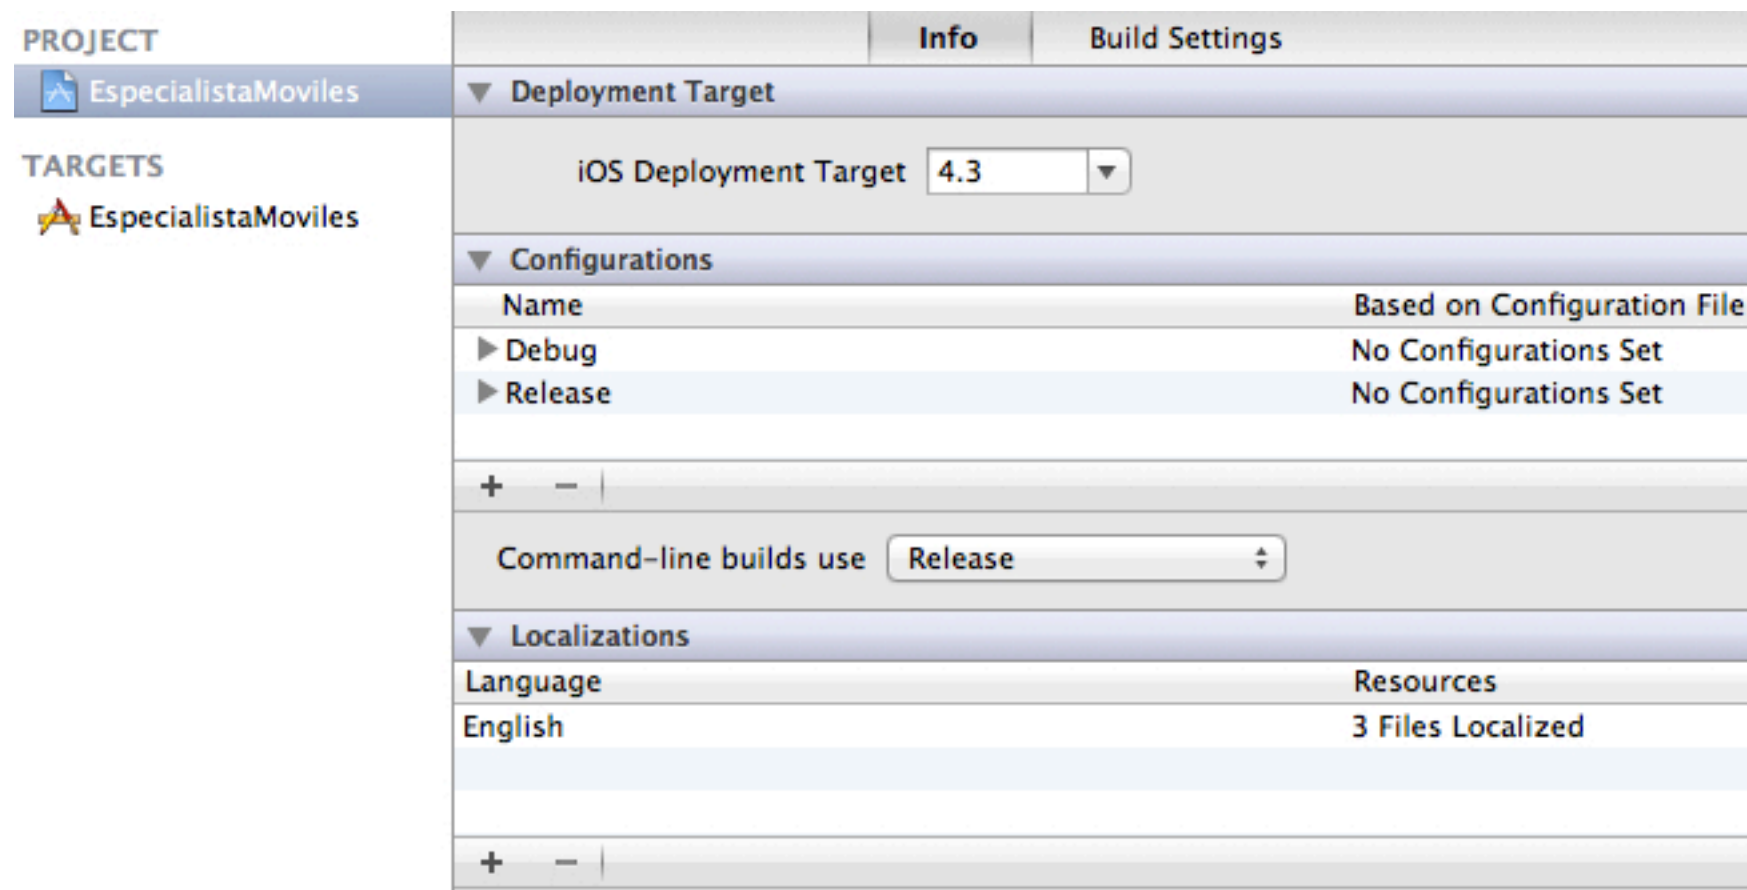 PROJECT
EspecialistaMoviles
TARGETS
EspecialistaMoviles
Info Build Settings
Deployment Target
iOS Deployment Target 4.3
Configurations
Name Based on Configuration File
Debug No Configurations Set
Release No Configurations Set
+ −
Command-line builds use Release
Localizations
Language Resources
English 3 Files Localized
+ −